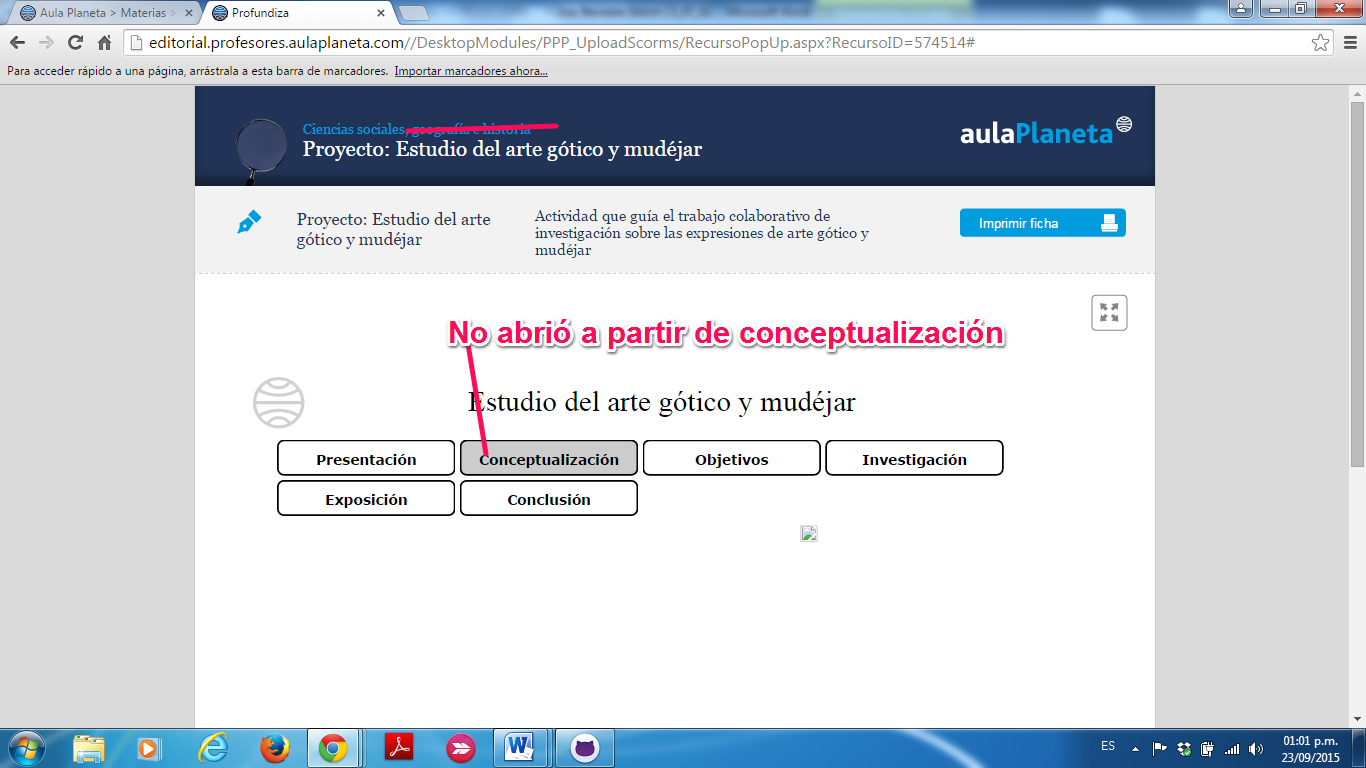 Aula Planeta > Materias >
Profundiza
editorial.profesores.aulaplaneta.com//DesktopModules/PPP_UploadScorms/RecursoPopUp.aspx?RecursoID=574514#
Para acceder rápido a una página, arrástrala a esta barra de marcadores. Importar marcadores ahora...
Ciencias sociales, geografía e historia
Proyecto: Estudio del arte gótico y mudéjar
aulaPlaneta
Proyecto: Estudio del arte
gótico y mudéjar
Actividad que guía el trabajo colaborativo de
investigación sobre las expresiones de arte gótico y
mudéjar
Imprimir ficha
No abrió a partir de conceptualización
Estudio del arte gótico y mudéjar
Presentación Conceptualización Objetivos Investigación
Exposición Conclusión
ES
01:01 p.m.
23/09/2015